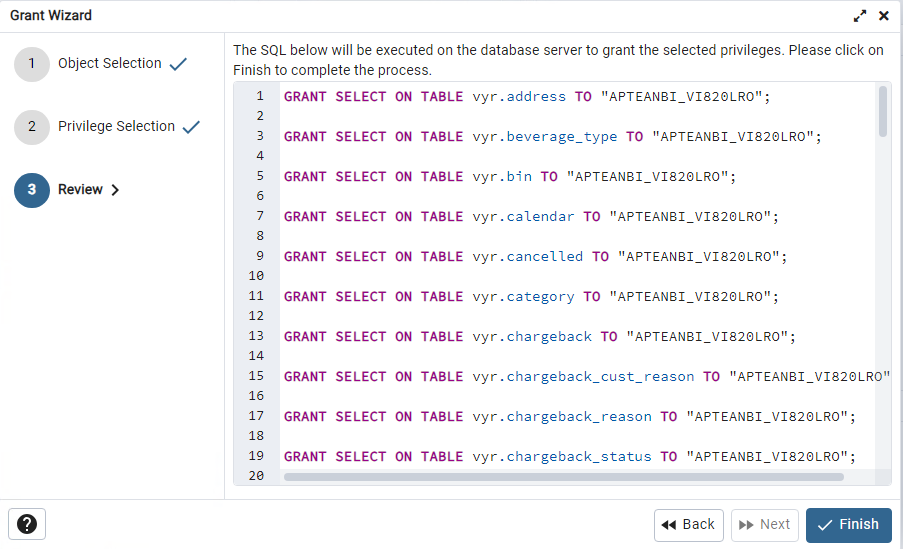 Grant Wizard
1 Object Selection
2 Privilege Selection
3 Review
The SQL below will be executed on the database server to grant the selected privileges. Please click on
Finish to complete the process.
1 GRANT SELECT ON TABLE vyr.address TO "APTEANBI_VI820LRO";
2
3 GRANT SELECT ON TABLE vyr.beverage_type TO "APTEANBI_VI820LRO";
4
5 GRANT SELECT ON TABLE vyr.bin TO "APTEANBI_VI820LRO";
6
7 GRANT SELECT ON TABLE vyr.calendar TO "APTEANBI_VI820LRO";
8
9 GRANT SELECT ON TABLE vyr.cancelled TO "APTEANBI_VI820LRO";
10
11 GRANT SELECT ON TABLE vyr.category TO "APTEANBI_VI820LRO";
12
13 GRANT SELECT ON TABLE vyr.chargeback TO "APTEANBI_VI820LRO";
14
15 GRANT SELECT ON TABLE vyr.chargeback_cust_reason TO "APTEANBI_VI820LRO"
16
17 GRANT SELECT ON TABLE vyr.chargeback_reason TO "APTEANBI_VI820LRO";
18
19 GRANT SELECT ON TABLE vyr.chargeback_status TO "APTEANBI_VI820LRO";
20
? Back Next Finish